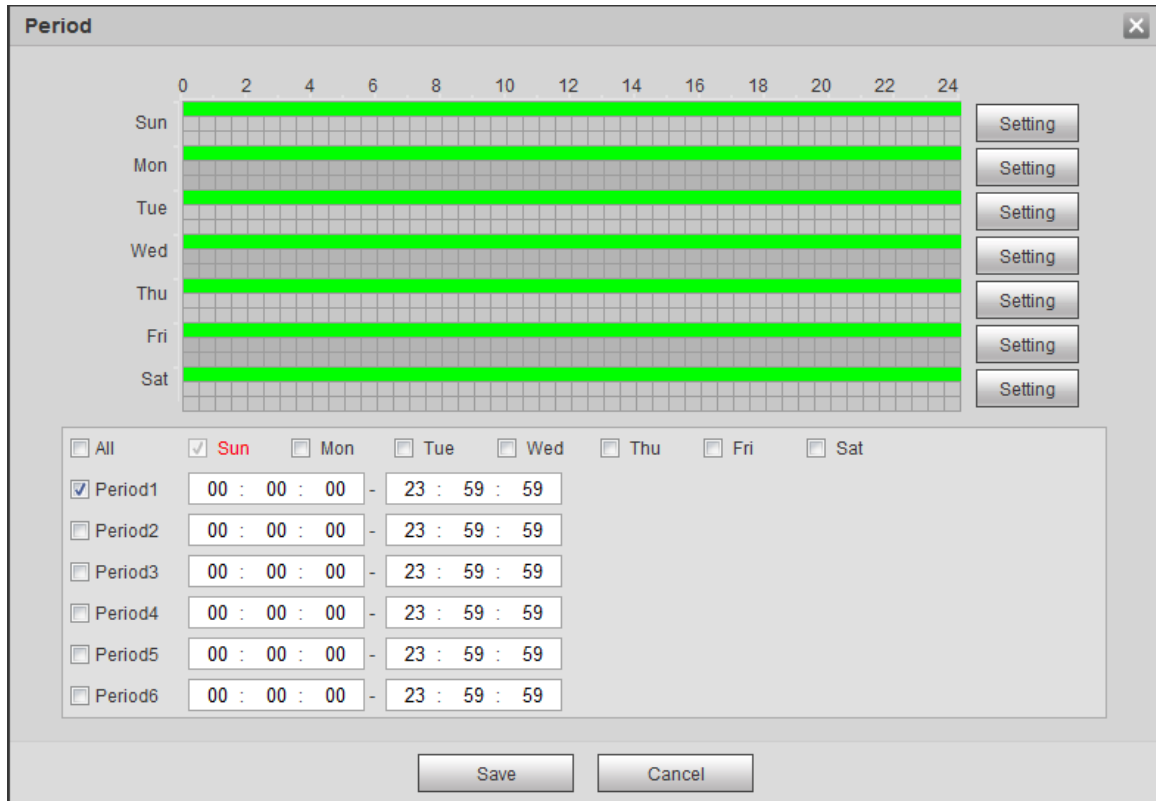 Period
0 2 4 6 8 10 12 14 16 18 20 22 24
Sun Setting
Mon Setting
Tue Setting
Wed Setting
Thu Setting
Fri Setting
Sat Setting
All Sun Mon Tue Wed Thu Fri Sat
Period1 00 : 00 : 00 - 23 : 59 : 59
Period2 00 : 00 : 00 - 23 : 59 : 59
Period3 00 : 00 : 00 - 23 : 59 : 59
Period4 00 : 00 : 00 - 23 : 59 : 59
Period5 00 : 00 : 00 - 23 : 59 : 59
Period6 00 : 00 : 00 - 23 : 59 : 59
Save Cancel